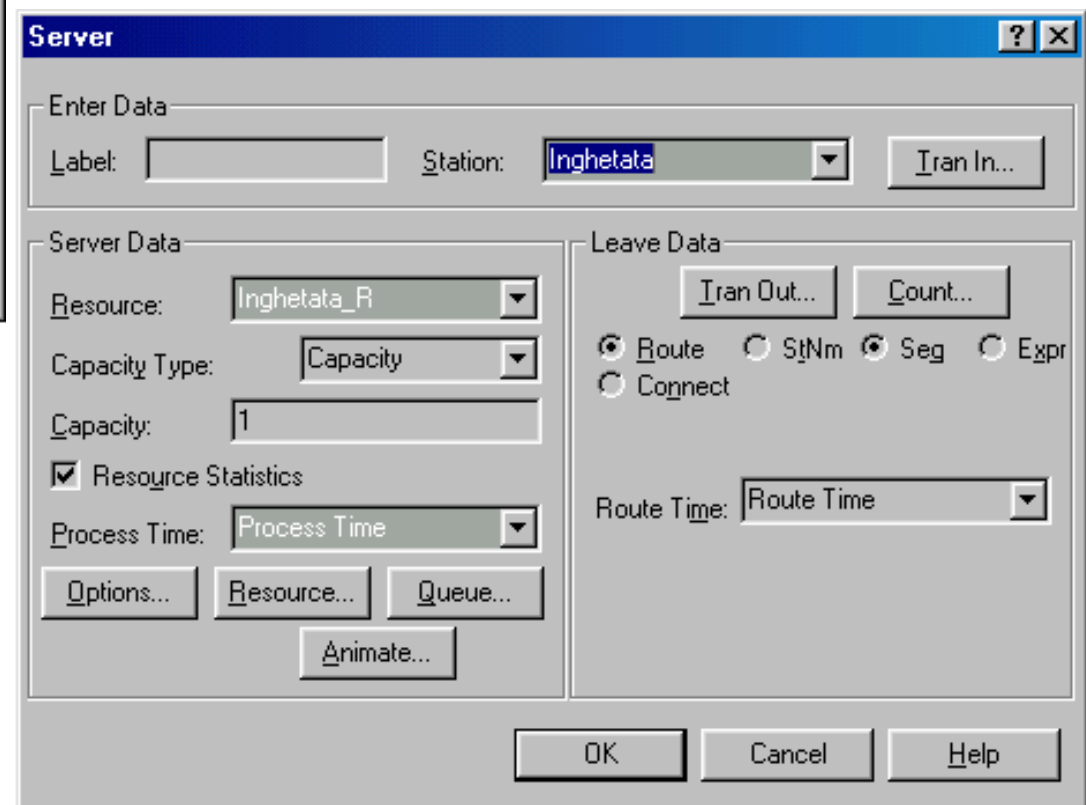 Server
Enter Data
Label: Station: Inghetata Tran In...
Server Data
Resource: Inghetata_R
Capacity Type: Capacity
Capacity: 1
Resource Statistics
Process Time: Process Time
Options... Resource... Queue...
Animate...
Leave Data
Tran Out... Count...
Route StNm Seg Expr
Connect
Route Time: Route Time
OK Cancel Help